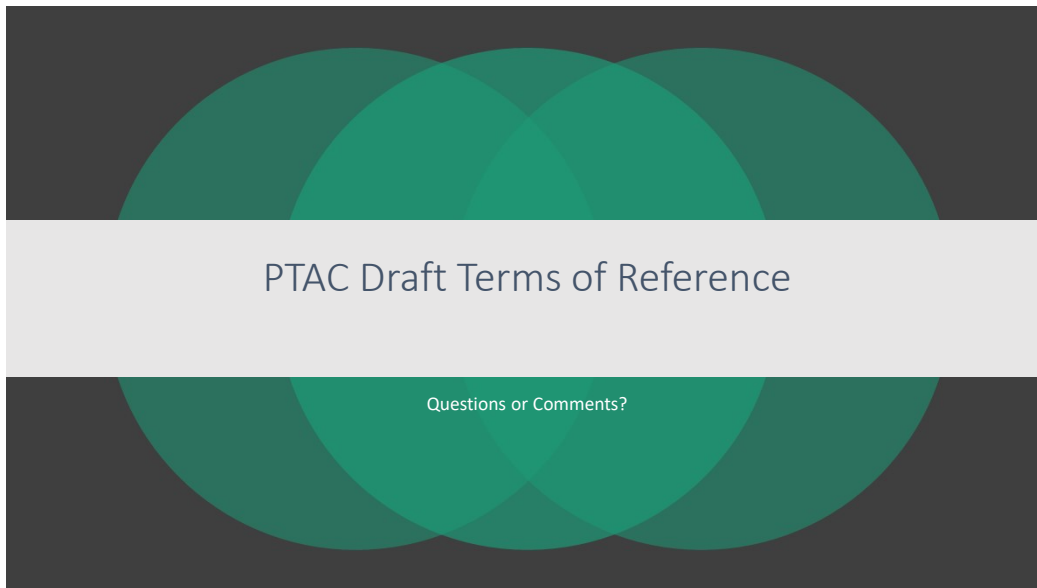 PTAC Draft Terms of Reference
Questions or Comments?